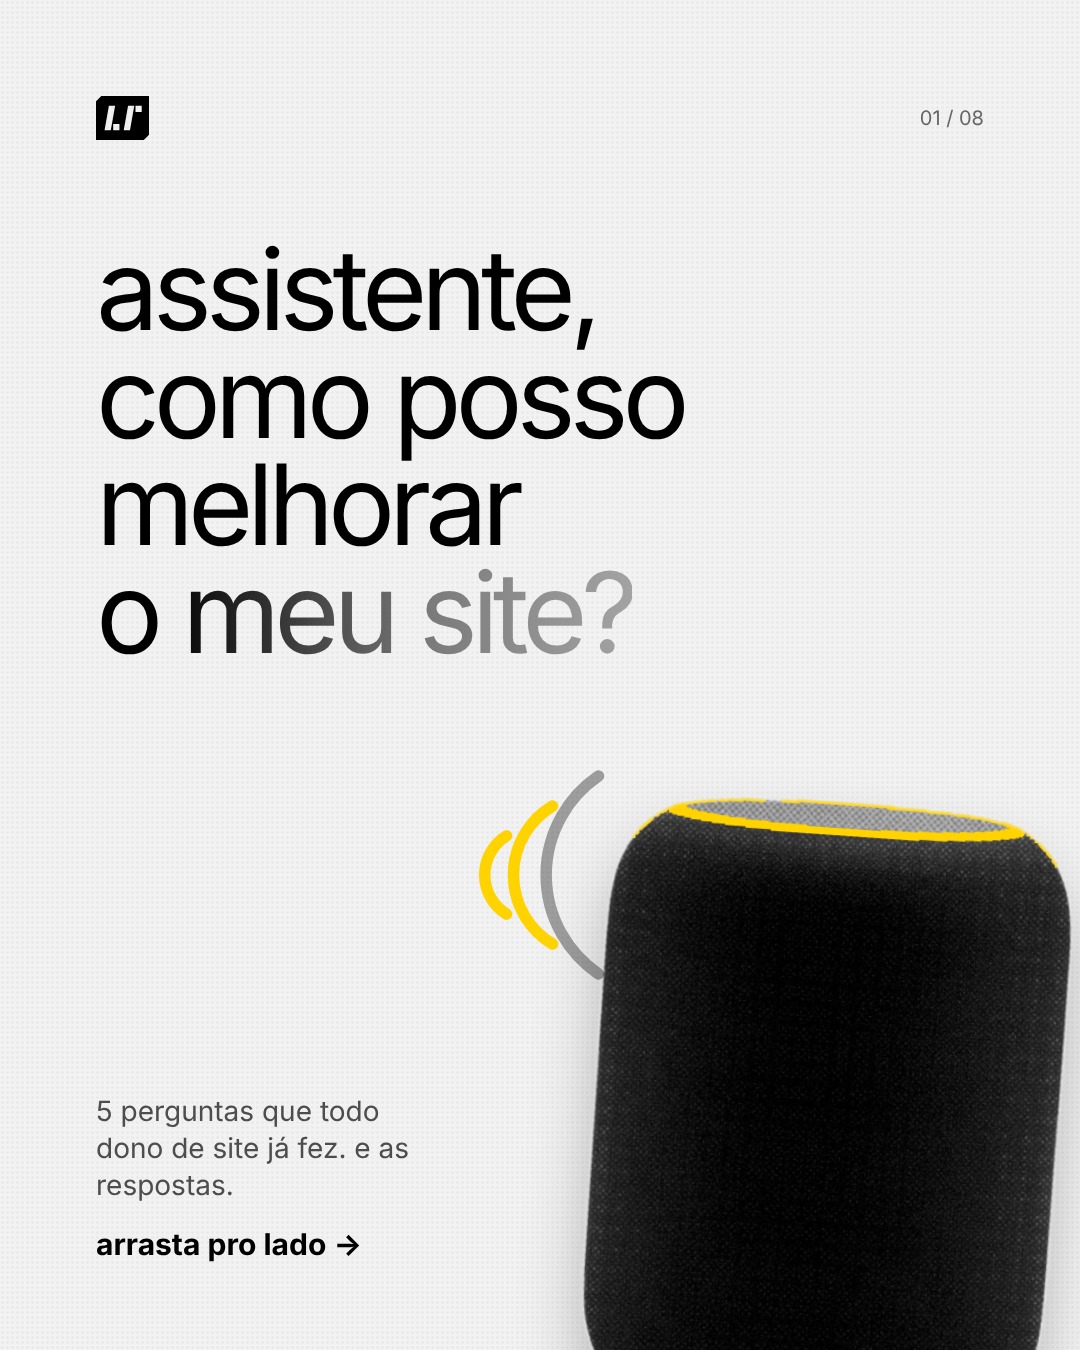 01 / 08
assistente,
como posso
melhorar
o meu site?
5 perguntas que todo
dono de site já fez. e as
respostas.
arrasta pro lado →